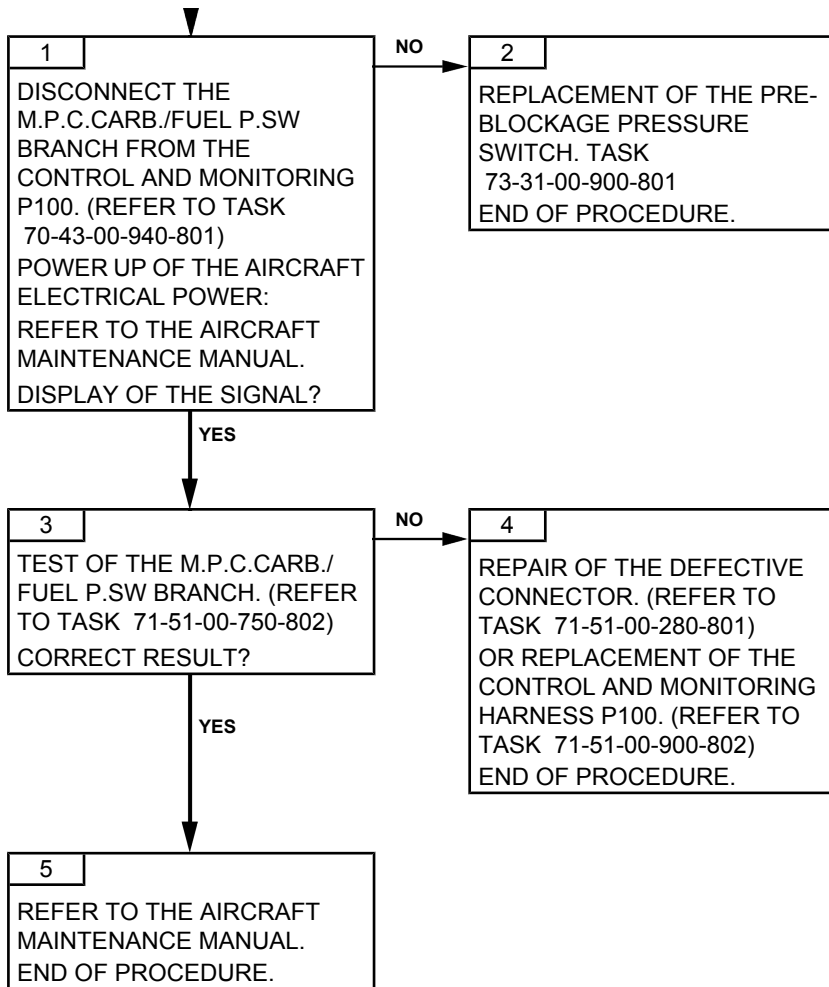 1
DISCONNECT THE
M.P.C.CARB./FUEL P.SW
BRANCH FROM THE
CONTROL AND MONITORING
P100. (REFER TO TASK
70-43-00-940-801)
POWER UP OF THE AIRCRAFT
ELECTRICAL POWER:
REFER TO THE AIRCRAFT
MAINTENANCE MANUAL.
DISPLAY OF THE SIGNAL?
NO
2
REPLACEMENT OF THE PRE-
BLOCKAGE PRESSURE
SWITCH. TASK
73-31-00-900-801
END OF PROCEDURE.
YES
3
TEST OF THE M.P.C.CARB./
FUEL P.SW BRANCH. (REFER
TO TASK 71-51-00-750-802)
CORRECT RESULT?
NO
4
REPAIR OF THE DEFECTIVE
CONNECTOR. (REFER TO
TASK 71-51-00-280-801)
OR REPLACEMENT OF THE
CONTROL AND MONITORING
HARNESS P100. (REFER TO
TASK 71-51-00-900-802)
END OF PROCEDURE.
YES
5
REFER TO THE AIRCRAFT
MAINTENANCE MANUAL.
END OF PROCEDURE.